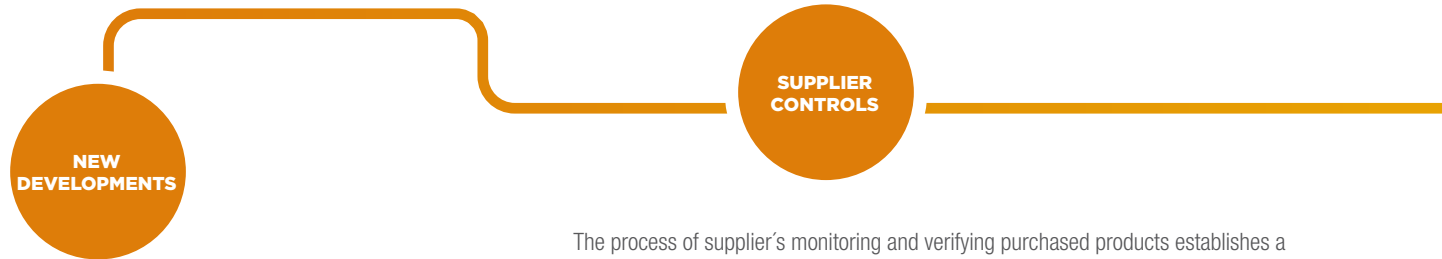 SUPPLIER
CONTROLS
NEW
DEVELOPMENTS
The process of supplier´s monitoring and verifying purchased products establishes a